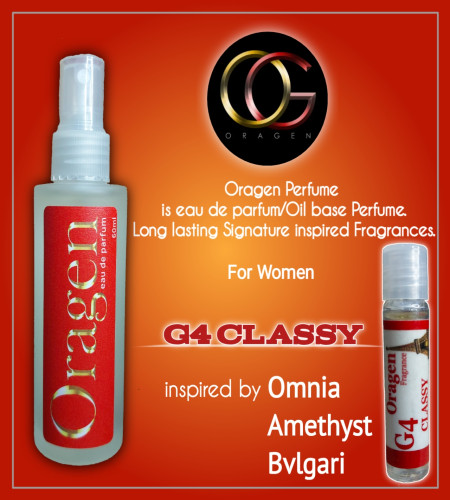 OG
ORAGEN
Oragen Perfume
is eau de parfum/Oil base Perfume.
Long lasting Signature inspired Fragrances.
For Women
G4 CLASSY
inspired by Omnia
Amethyst
Bvlgari
Oragen
eau de parfum
60ml
Oragen
Fragrance
G4
CLASSY